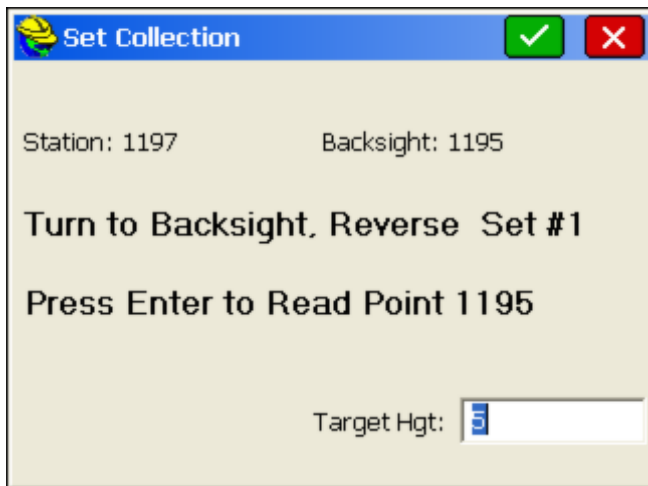 Set Collection
Station: 1197 Backsight: 1195
Turn to Backsight, Reverse Set #1
Press Enter to Read Point 1195
Target Hgt: 5